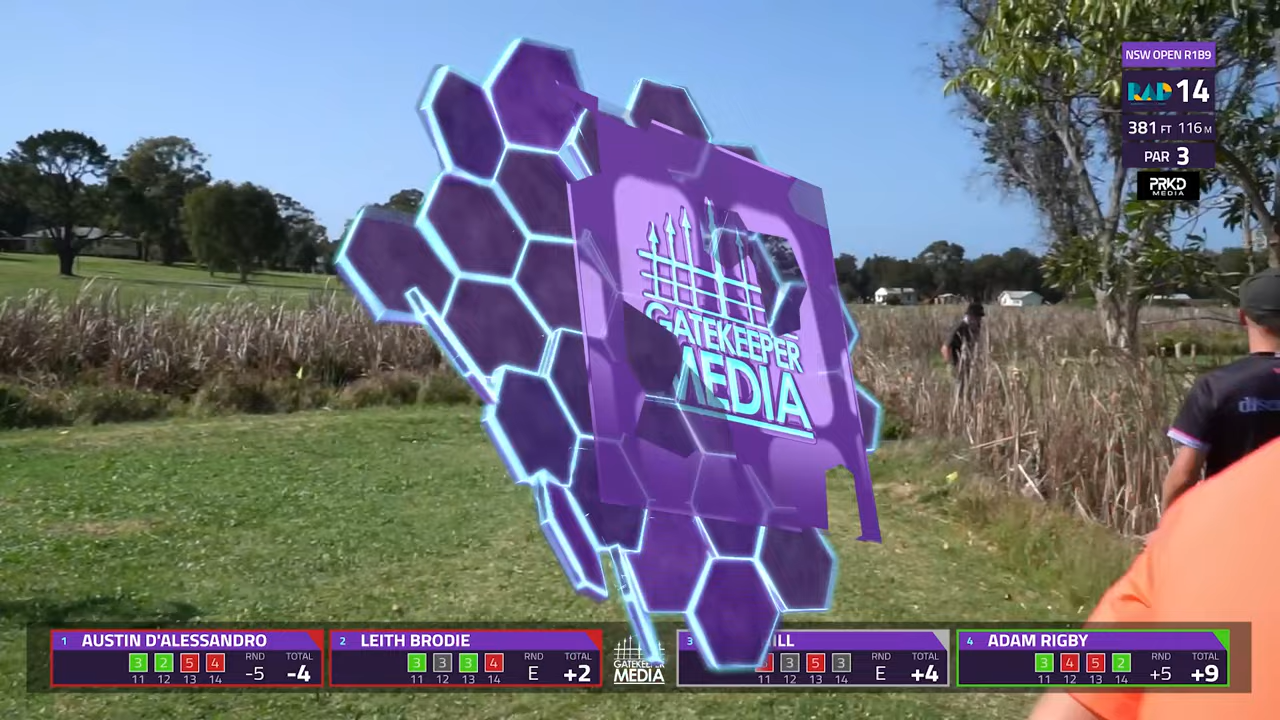 NSW OPEN R1B9
RAD 14
381 FT 116 M
PAR 3
PRKD
MEDIA
GATEKEEPER
MEDIA
1 AUSTIN D'ALESSANDRO
3 2 5 4 RND TOTAL
11 12 13 14 -5 -4
2 LEITH BRODIE
3 3 3 4 RND TOTAL
11 12 13 14 E +2
GATEKEEPER
MEDIA
3
3 5 3 RND TOTAL
11 12 13 14 E +4
4 ADAM RIGBY
3 4 5 2 RND TOTAL
11 12 13 14 +5 +9